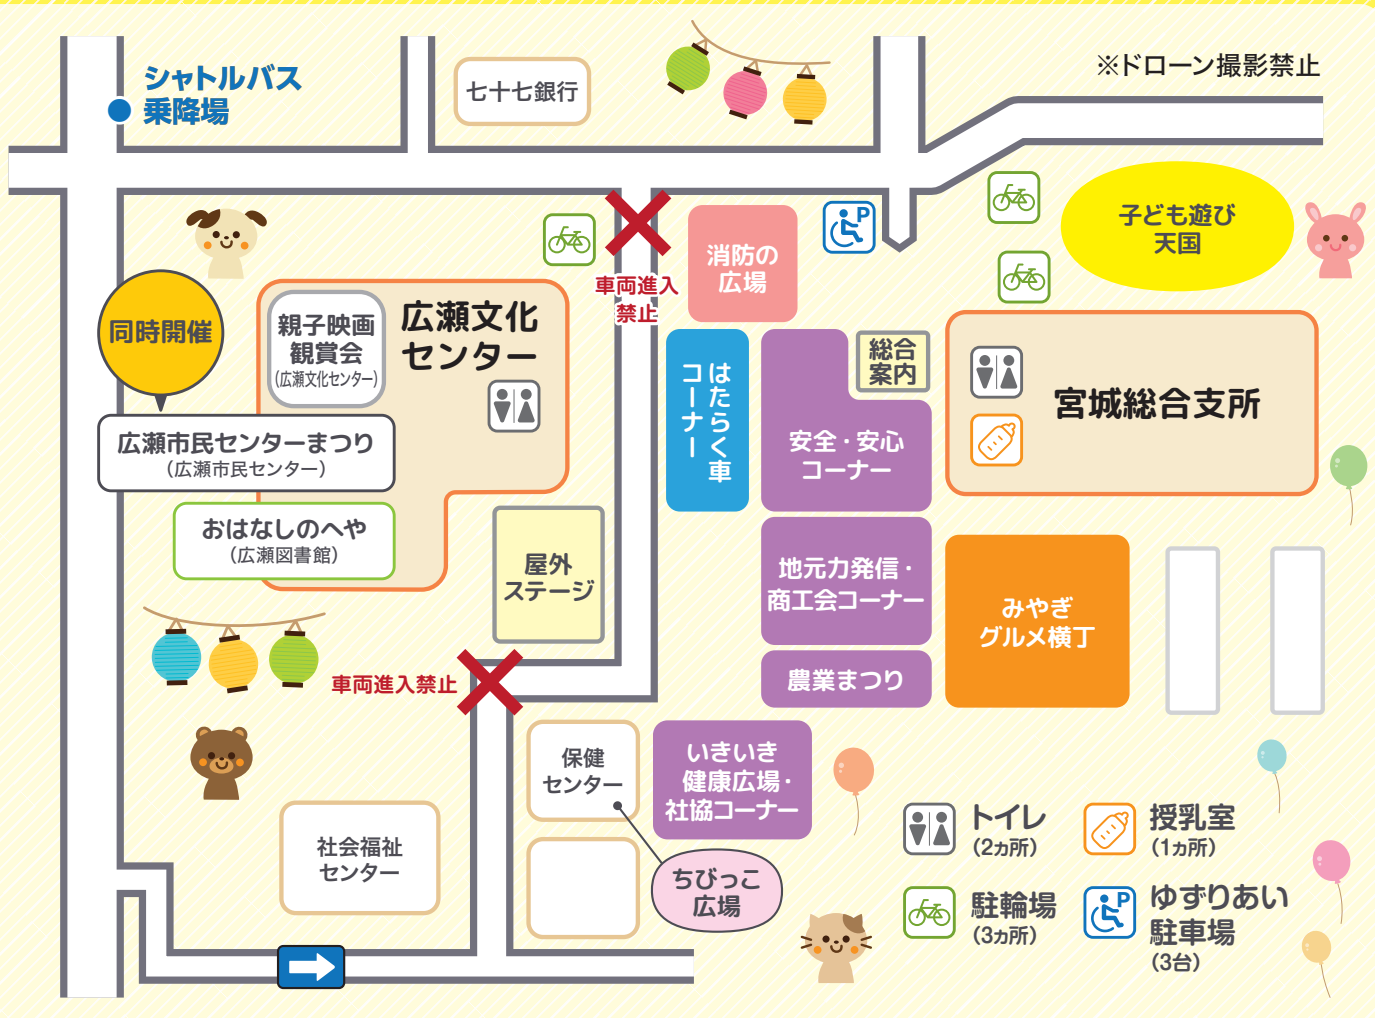 シャトルバス
乗降場
七十七銀行
※ドローン撮影禁止
子ども遊び
天国
消防の
広場
P
車両進入
禁止
同時開催
親子映画
観賞会
(広瀬文化センター)
広瀬文化
センター
はたらく車
コーナー
総合
案内
宮城総合支所
安全・安心
コーナー
広瀬市民センターまつり
(広瀬市民センター)
おはなしのへや
(広瀬図書館)
屋外
ステージ
地元力発信・
商工会コーナー
みやぎ
グルメ横丁
農業まつり
車両進入禁止
保健
センター
いきいき
健康広場・
社協コーナー
社会福祉
センター
ちびっこ
広場
トイレ
(2ヵ所)
授乳室
(1ヵ所)
駐輪場
(3ヵ所)
P
ゆずりあい
駐車場
(3台)